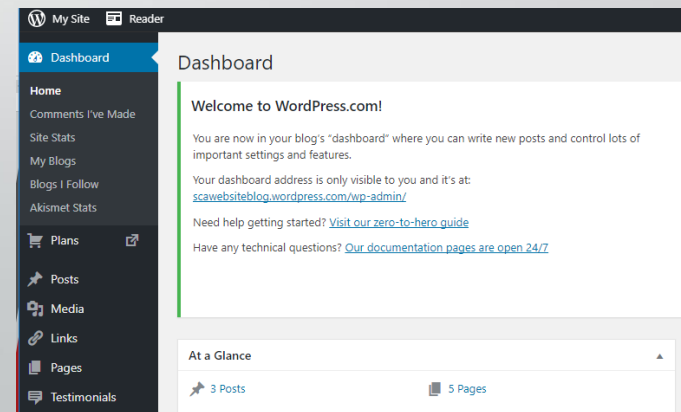 My Site Reader
Dashboard
Home
Comments I've Made
Site Stats
My Blogs
Blogs I Follow
Akismet Stats
Plans
Posts
Media
Links
Pages
Testimonials
Dashboard
Welcome to WordPress.com!
You are now in your blog's "dashboard" where you can write new posts and control lots of
important settings and features.
Your dashboard address is only visible to you and it's at:
scawebsiteblog.wordpress.com/wp-admin/
Need help getting started? Visit our zero-to-hero guide
Have any technical questions? Our documentation pages are open 24/7
At a Glance
3 Posts
5 Pages